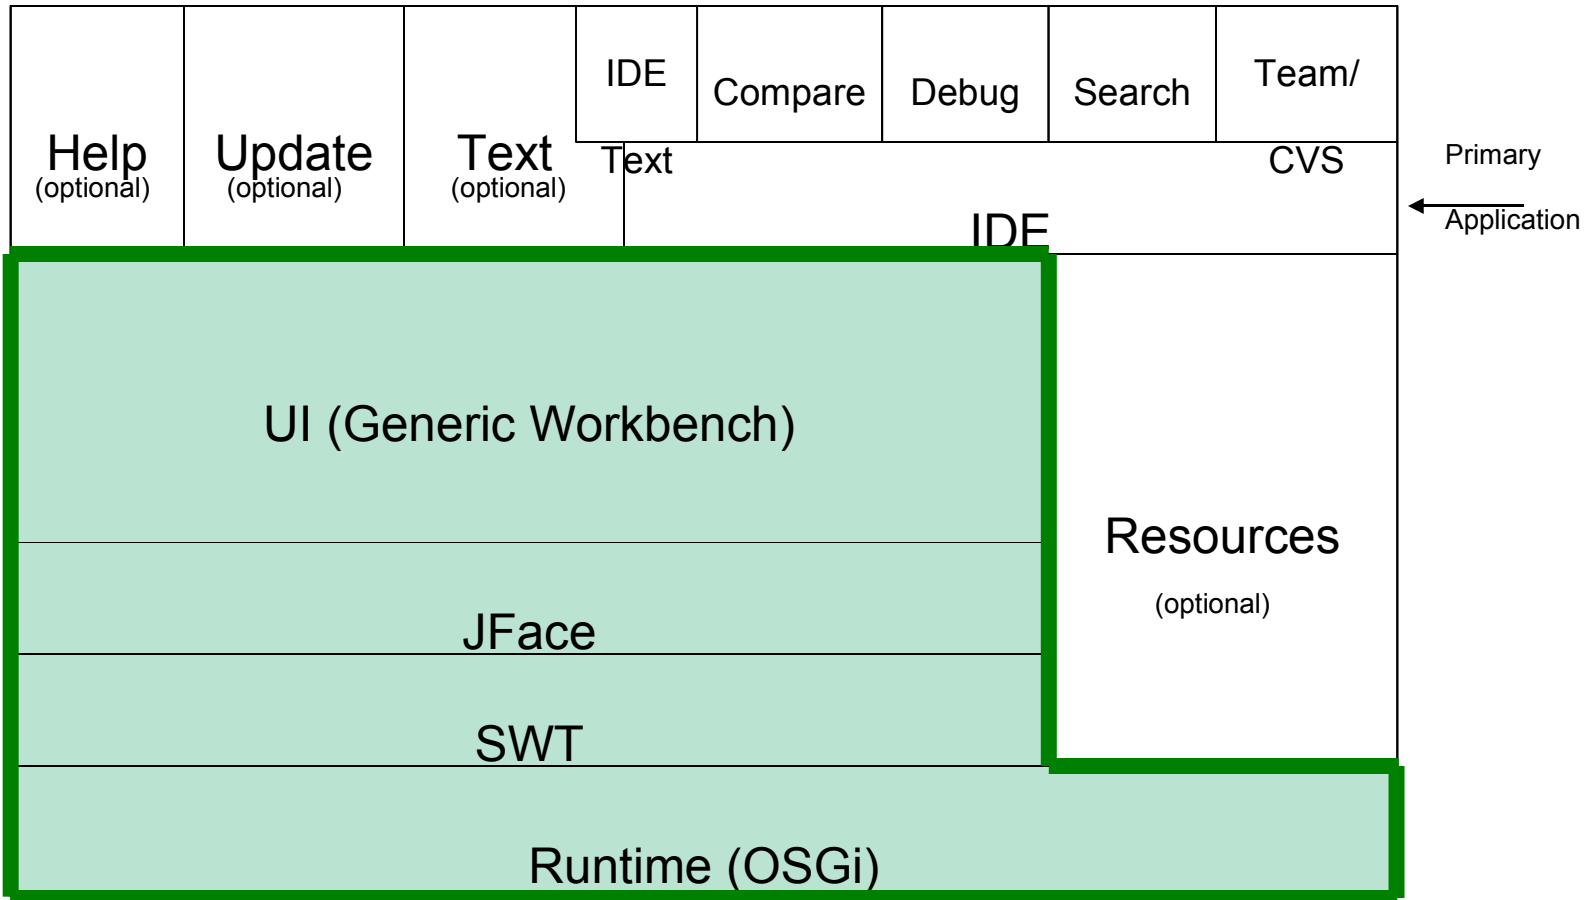 Help
(optional)
Update
(optional)
Text
(optional)
IDE
Text
Compare
Debug
Search
Team/
CVS
IDE
Primary
Application
UI (Generic Workbench)
Resources
(optional)
JFace
SWT
Runtime (OSGi)